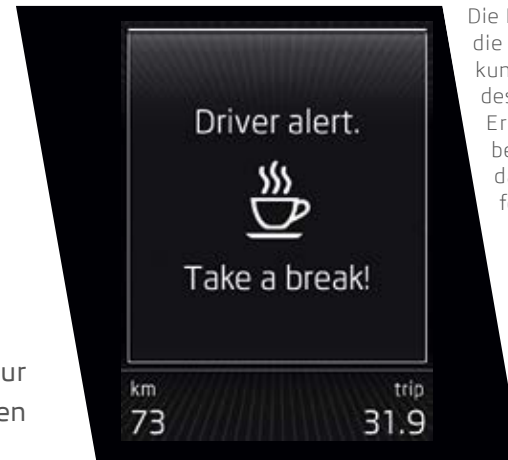 Driver alert.
Take a break!
km trip
73 31.9
Die
die
kun
des
Er
be
ur
en